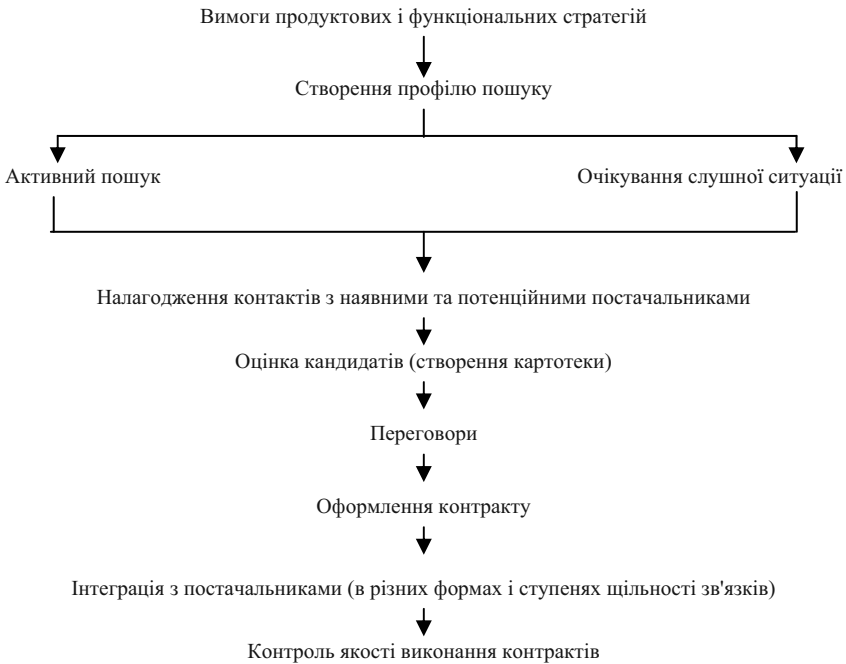 Вимоги продуктових і функціональних стратегій
Створення профілю пошуку
Активний пошук
Очікування слушної ситуації
Налагодження контактів з наявними та потенційними постачальниками
Оцінка кандидатів (створення картотеки)
Переговори
Оформлення контракту
Інтеграція з постачальниками (в різних формах і ступенях щільності зв'язків)
Контроль якості виконання контрактів